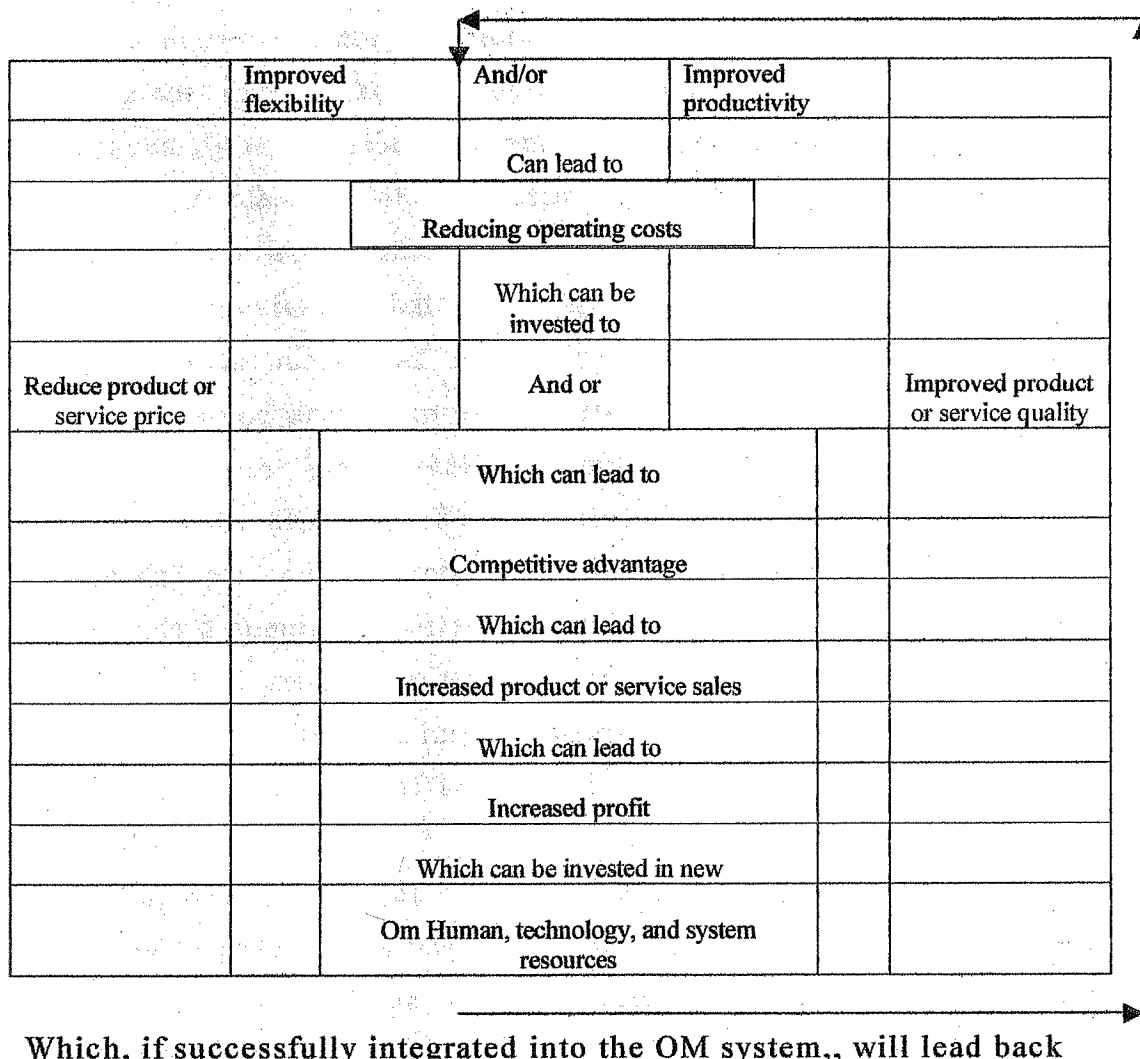 Improved flexibility And/or Improved productivity
Can lead to
Reducing operating costs
Which can be
invested to
Reduce product or service price And or Improved product or service quality
Which can lead to
Competitive advantage
Which can lead to
Increased product or service sales
Which can lead to
Increased profit
Which can be invested in new
Om Human, technology, and system
resources
Which, if successfully integrated into the OM system,, will lead back